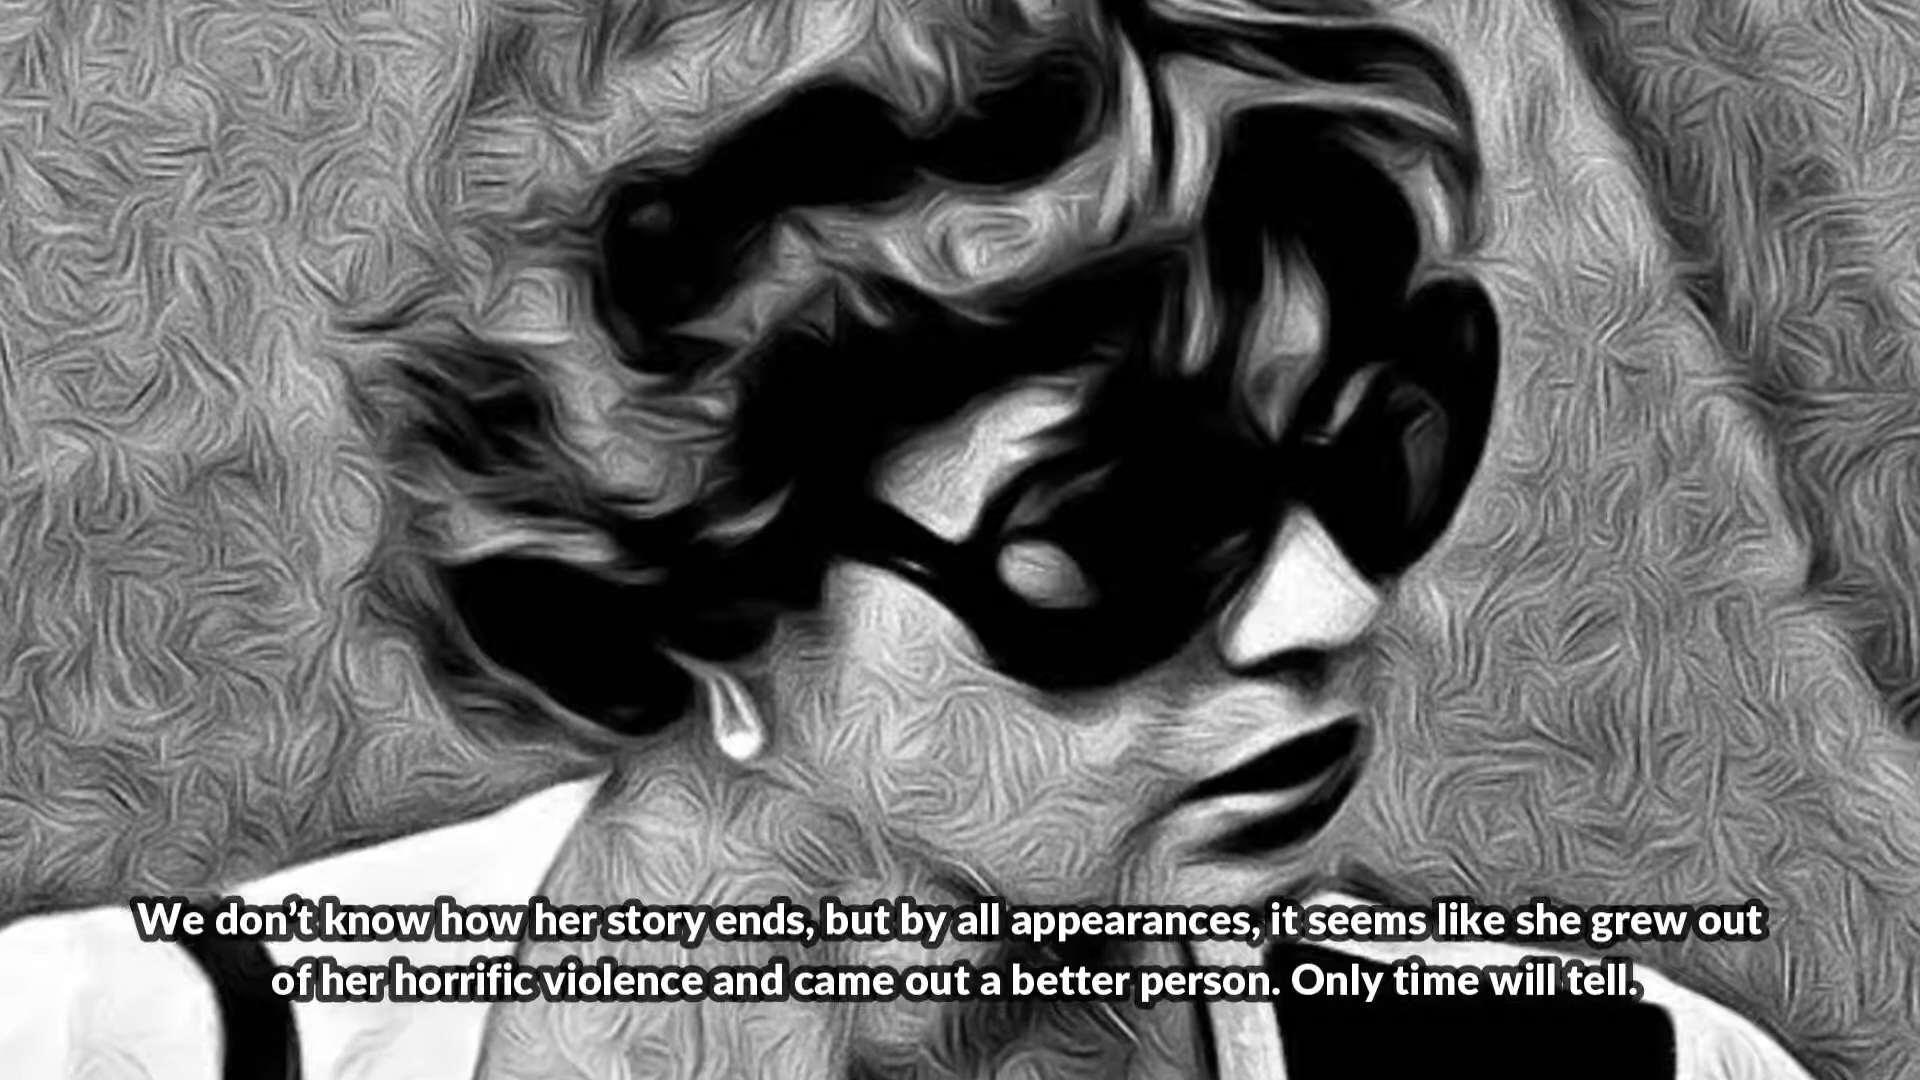 We don’t know how her story ends, but by all appearances, it seems like she grew out
of her horrific violence and came out a better person. Only time will tell.